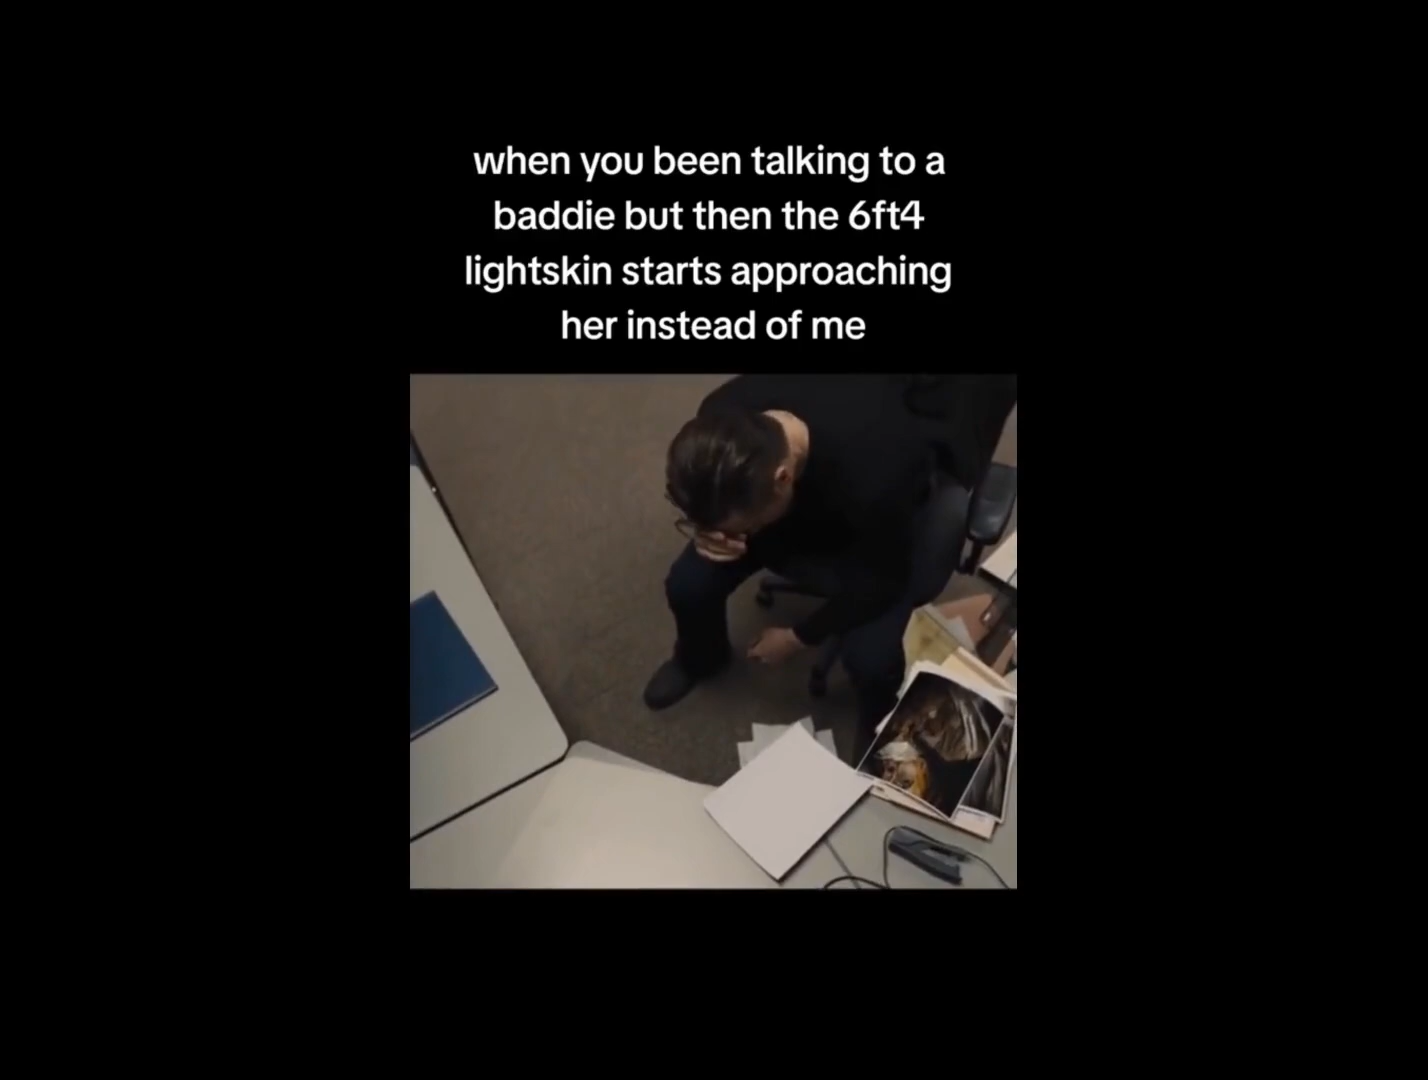 when you been talking to a
baddie but then the 6ft4
lightskin starts approaching
her instead of me